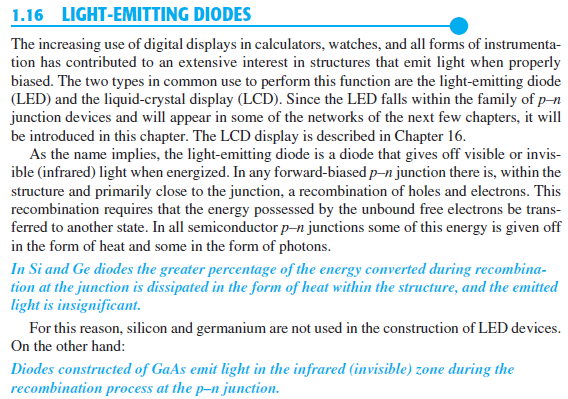 1.16 LIGHT-EMITTING DIODES
The increasing use of digital displays in calculators, watches, and all forms of instrumenta-
tion has contributed to an extensive interest in structures that emit light when properly
biased. The two types in common use to perform this function are the light-emitting diode
(LED) and the liquid-crystal display (LCD). Since the LED falls within the family of p–n
junction devices and will appear in some of the networks of the next few chapters, it will
be introduced in this chapter. The LCD display is described in Chapter 16.
As the name implies, the light-emitting diode is a diode that gives off visible or invis-
ible (infrared) light when energized. In any forward-biased p–n junction there is, within the
structure and primarily close to the junction, a recombination of holes and electrons. This
recombination requires that the energy possessed by the unbound free electrons be trans-
ferred to another state. In all semiconductor p–n junctions some of this energy is given off
in the form of heat and some in the form of photons.
In Si and Ge diodes the greater percentage of the energy converted during recombina-
tion at the junction is dissipated in the form of heat within the structure, and the emitted
light is insignificant.
For this reason, silicon and germanium are not used in the construction of LED devices.
On the other hand:
Diodes constructed of GaAs emit light in the infrared (invisible) zone during the
recombination process at the p–n junction.